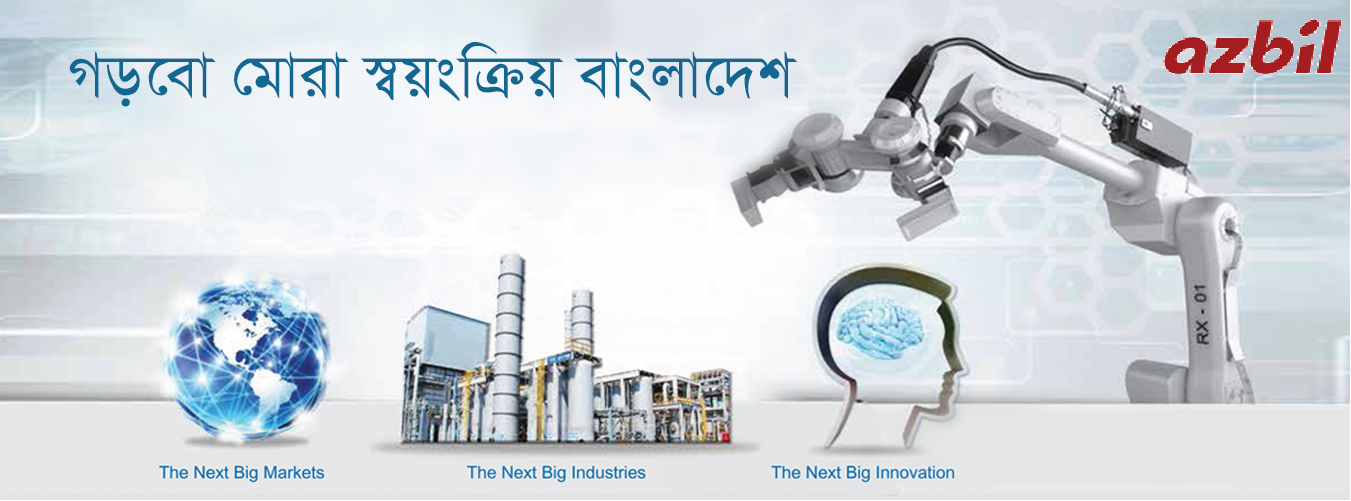 গড়বো মোরা স্বয়ংক্রিয় বাংলাদেশ
azbil
RX - 01
The Next Big Markets
The Next Big Industries
The Next Big Innovation